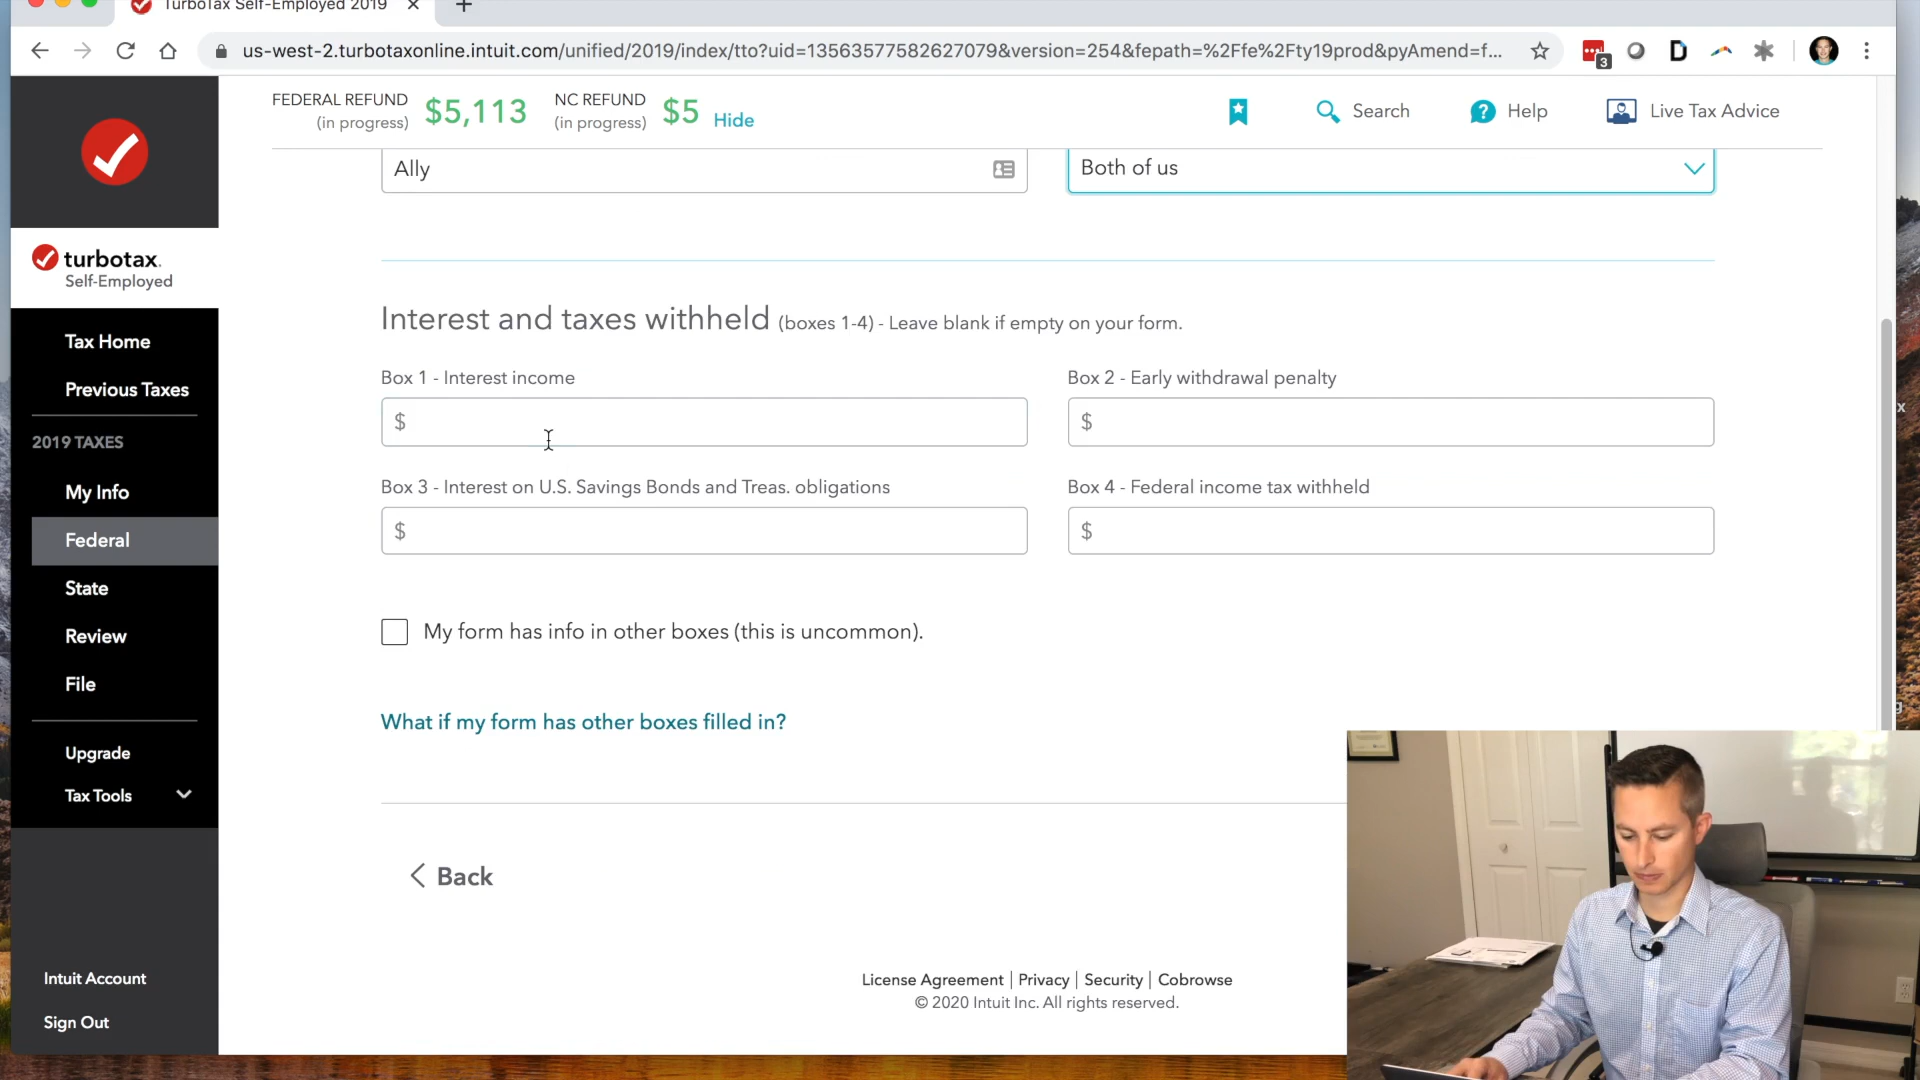 TurboTax Self-Employed 2019
us-west-2.turbotaxonline.intuit.com/unified/2019/index/tto?uid=13563577582627079&version=254&fepath=%2Ffe%2Fty19prod&pyAmend=f...
3
FEDERAL REFUND
(in progress)
$5,113
NC REFUND
(in progress)
$5
Hide
Search
Help
Live Tax Advice
turbotax.
Self-Employed
Tax Home
Previous Taxes
2019 TAXES
My Info
Federal
State
Review
File
Upgrade
Tax Tools
Intuit Account
Sign Out
Ally
Both of us
Interest and taxes withheld (boxes 1-4) - Leave blank if empty on your form.
Box 1 - Interest income
$
Box 2 - Early withdrawal penalty
$
Box 3 - Interest on U.S. Savings Bonds and Treas. obligations
$
Box 4 - Federal income tax withheld
$
My form has info in other boxes (this is uncommon).
What if my form has other boxes filled in?
Back
License Agreement | Privacy | Security | Cobrowse
© 2020 Intuit Inc. All rights reserved.